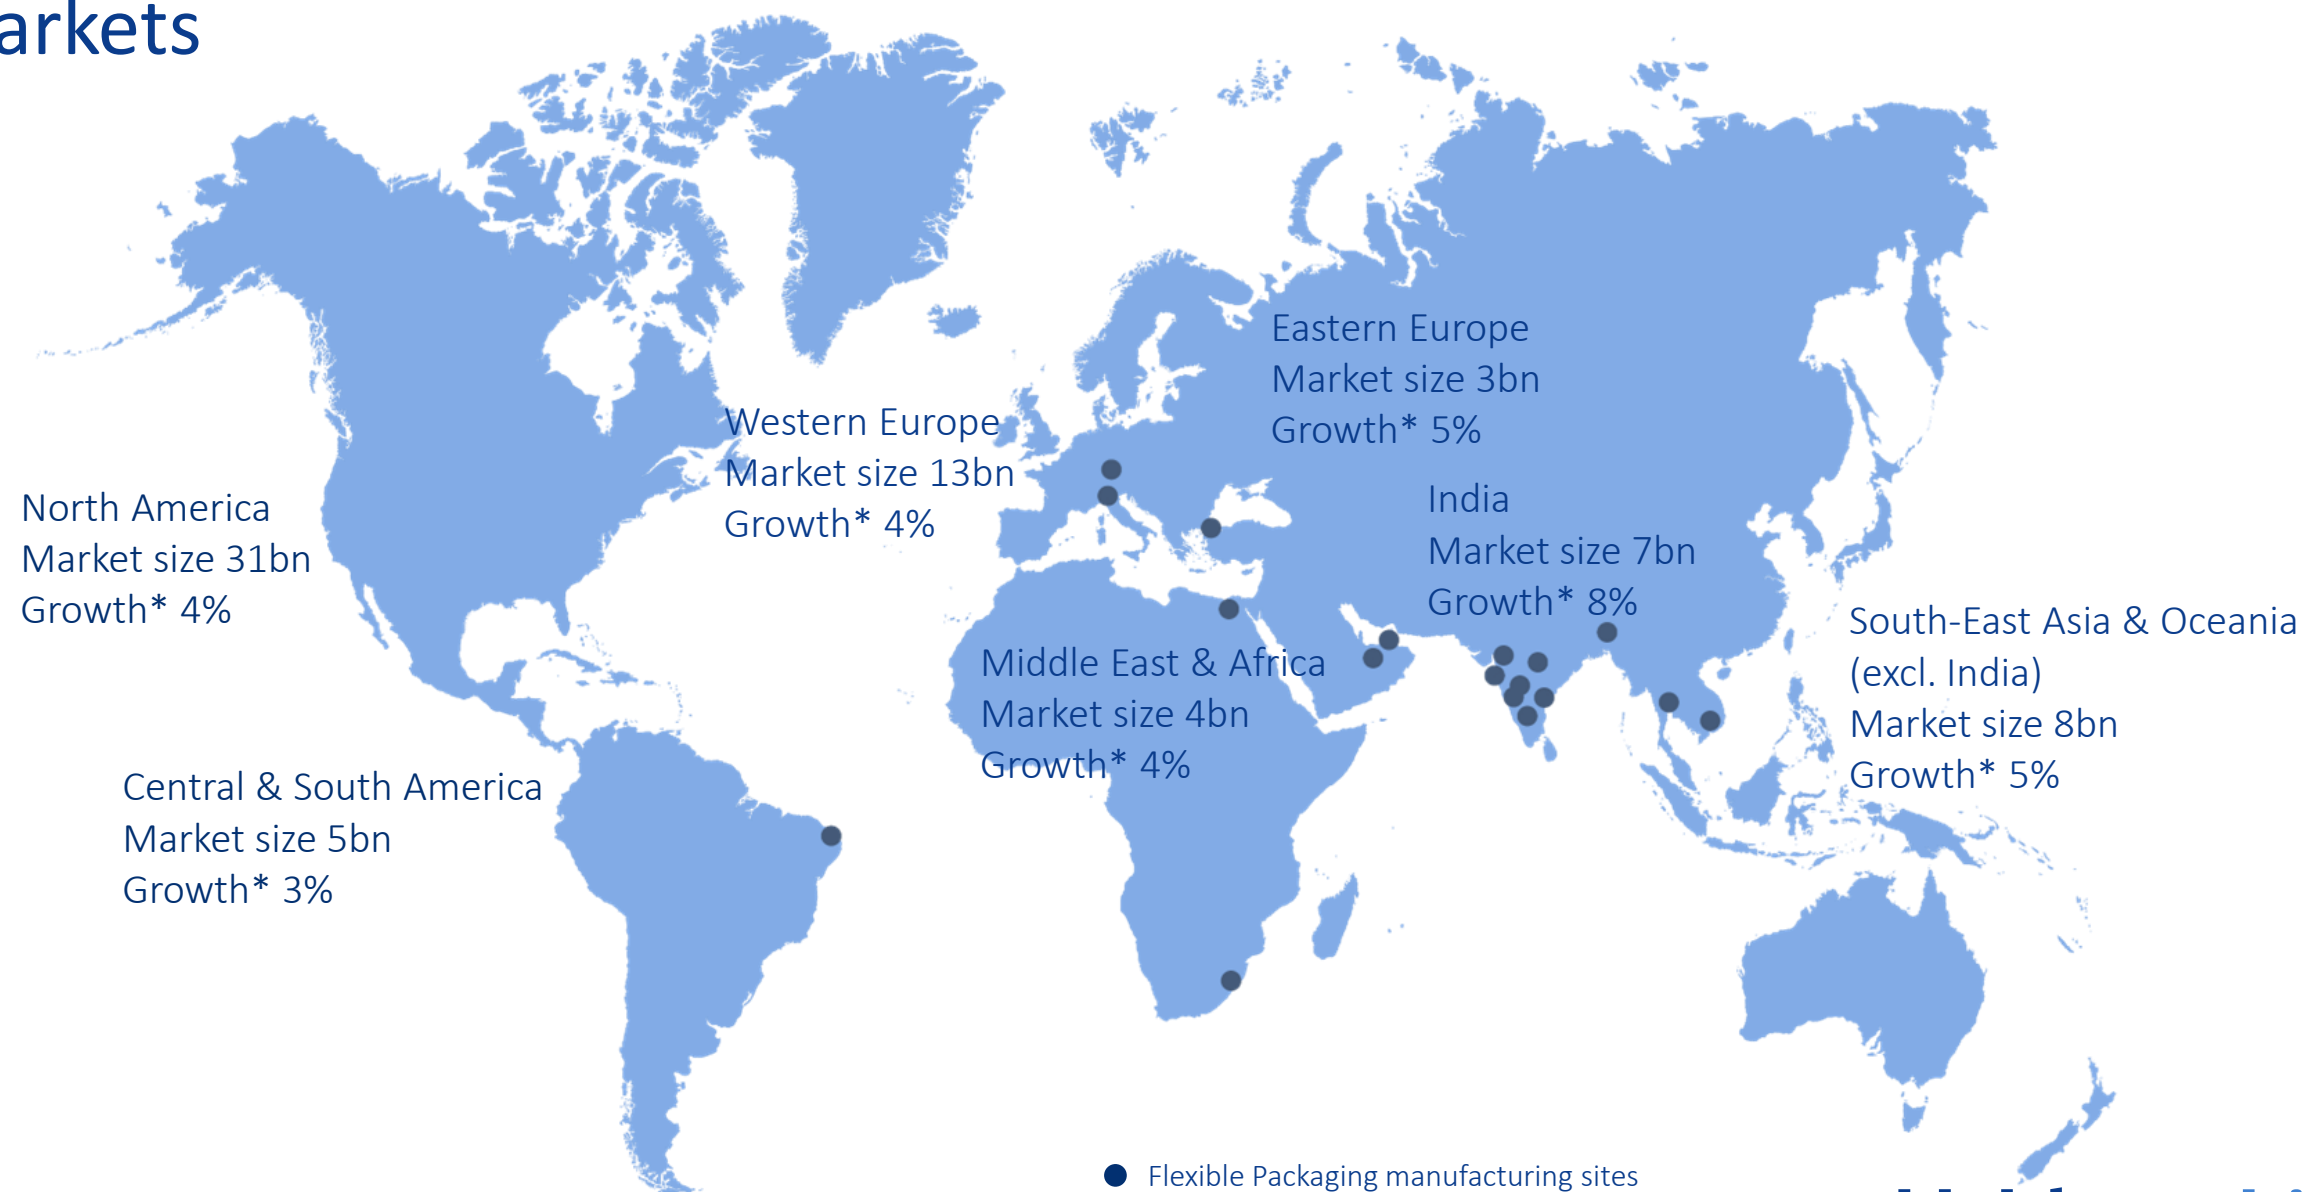 arkets
Eastern Europe
Market size 3bn
Growth* 5%
Western Europe
Market size 13bn
Growth* 4%
North America
Market size 31bn
Growth* 4%
India
Market size 7bn
Growth* 8%
South-East Asia & Oceania
(excl. India)
Market size 8bn
Growth* 5%
Middle East & Africa
Market size 4bn
Growth* 4%
Central & South America
Market size 5bn
Growth* 3%
Flexible Packaging manufacturing sites